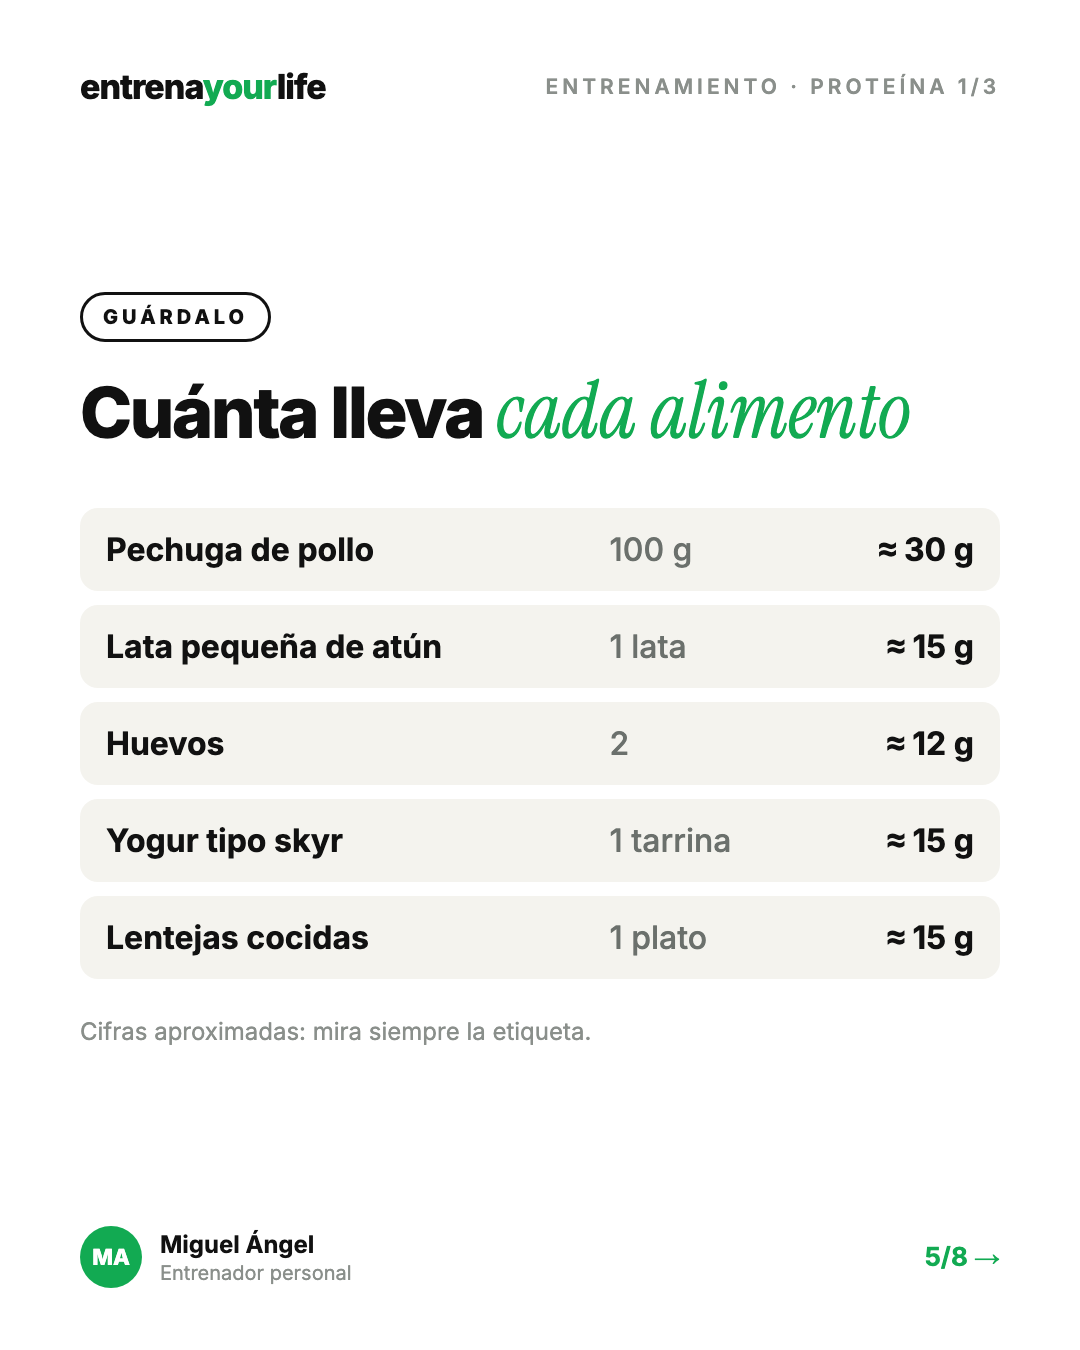 entrenayourlife
ENTRENAMIENTO · PROTEÍNA 1/3
GUÁRDALO
Cuánta lleva cada alimento
Pechuga de pollo 100 g ≈ 30 g
Lata pequeña de atún 1 lata ≈ 15 g
Huevos 2 ≈ 12 g
Yogur tipo skyr 1 tarrina ≈ 15 g
Lentejas cocidas 1 plato ≈ 15 g
Cifras aproximadas: mira siempre la etiqueta.
MA
Miguel Ángel
Entrenador personal
5/8 →